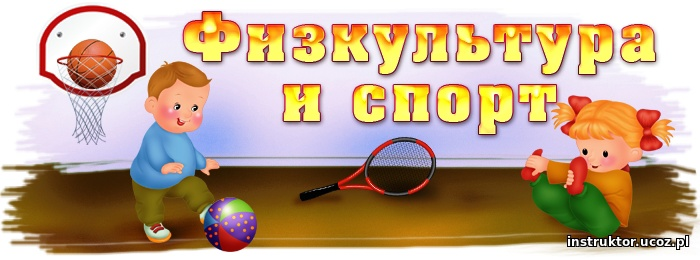 Физкультура
и спорт
instruktor.ucoz.pl